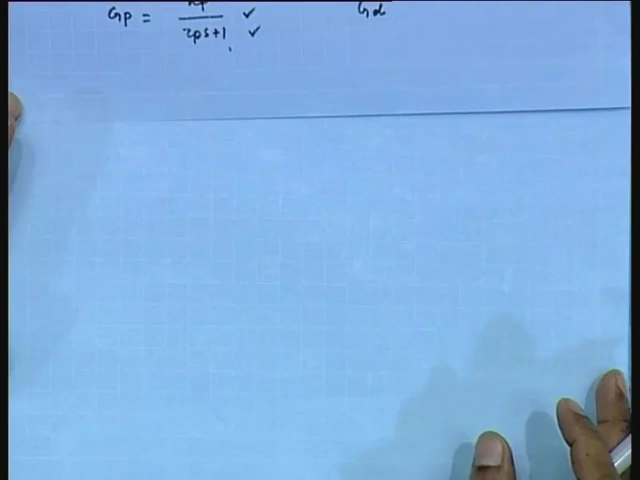 Gp = Kp ✓ Gd
τps+1 ✓